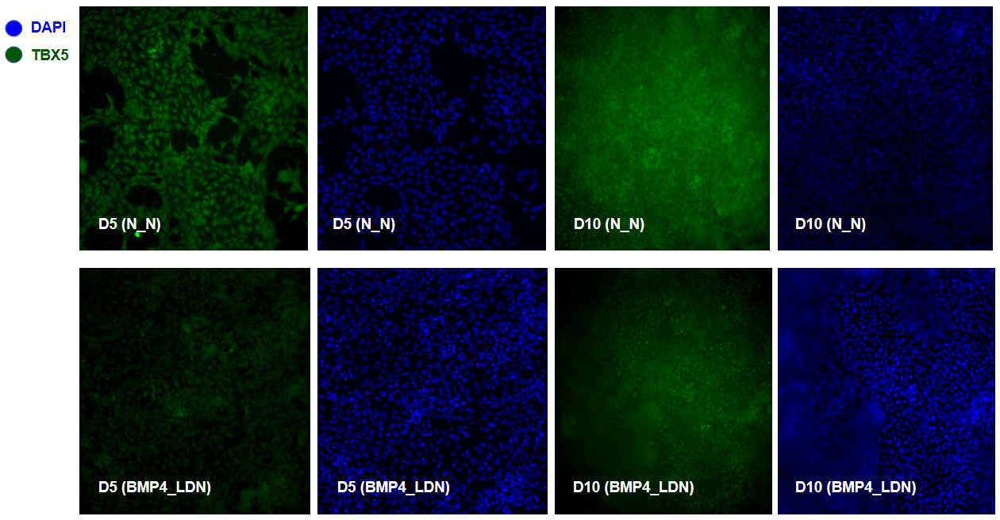 DAPI
TBX5
D5 (N_N)
D5 (N_N)
D10 (N_N)
D10 (N_N)
D5 (BMP4_LDN)
D5 (BMP4_LDN)
D10 (BMP4_LDN)
D10 (BMP4_LDN)